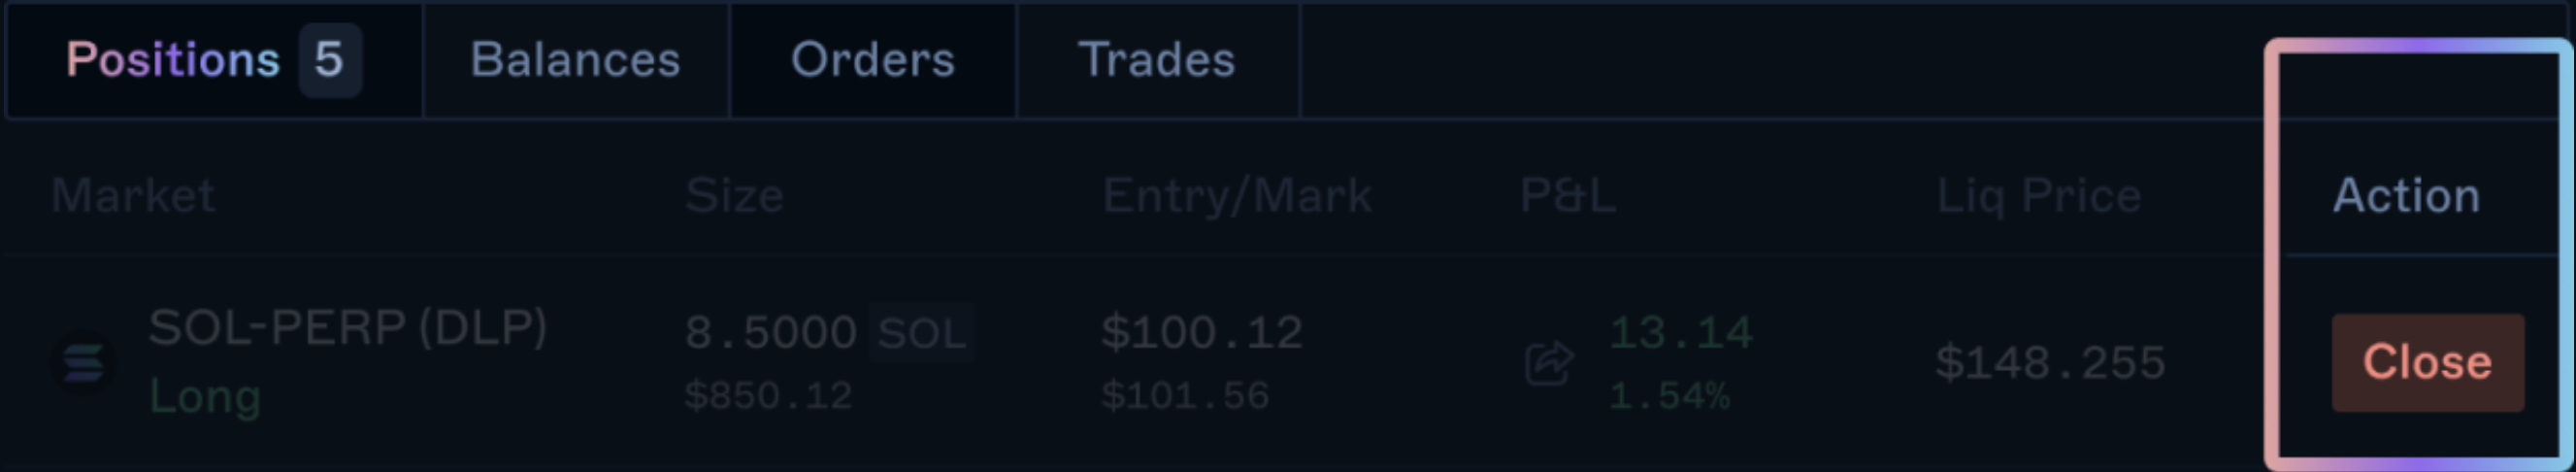 Positions 5 Balances Orders Trades
Market Size Entry/Mark P&L Liq Price Action
SOL-PERP (DLP) 8.5000 SOL $100.12 13.14 $148.255 Close
Long $850.12 $101.56 1.54%